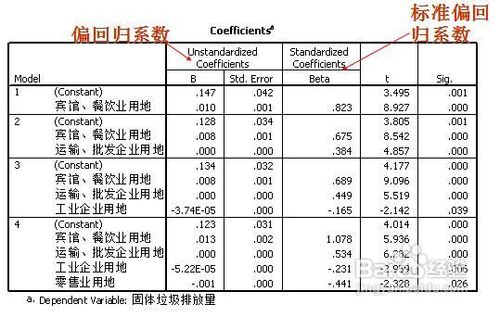 Coefficientsᵃ
偏回归系数
标准偏回归系数
Unstandardized Coefficients Standardized Coefficients
Model B Std. Error Beta t Sig.
1 (Constant) .147 .042 3.495 .001
宾馆、餐饮业用地 .010 .001 .823 8.927 .000
2 (Constant) .128 .034 3.805 .001
宾馆、餐饮业用地 .008 .001 .675 8.542 .000
运输、批发企业用地 .000 .000 .384 4.857 .000
3 (Constant) .134 .032 4.177 .000
宾馆、餐饮业用地 .008 .001 .689 9.096 .000
运输、批发企业用地 .000 .000 .449 5.519 .000
工业企业用地 -3.74E-05 .000 -.165 -2.142 .039
4 (Constant) .123 .031 4.014 .000
宾馆、餐饮业用地 .013 .002 1.078 5.936 .000
运输、批发企业用地 .000 .000 .534 .000
工业企业用地 -5.22E-05 .000 -.231 .006
零售业用地 -.001 .000 -.441 -2.328 .026
a. Dependent Variable: 固体垃圾排放量